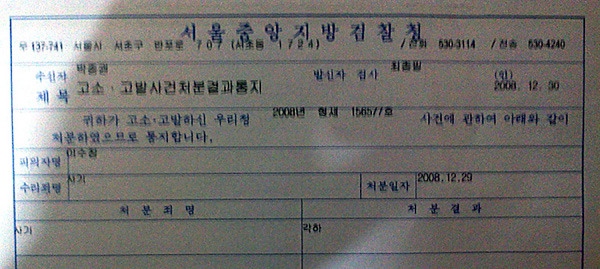 서울중앙지방검찰청
우 137-741 서울시 서초구 반포로 707 (서초동 1724) / 전화 530-3114 / 전송 530-4240
수신자 박종권 발신자 검사 최종필 (인)
제 목 고소·고발사건처분결과통지 2008. 12. 30
귀하가 고소·고발하신 우리청 2008년 형제 156577호 사건에 관하여 아래와 같이
처분하였으므로 통지합니다.
피의자명 이수창
수리죄명 사기 처분일자 2008.12.29
처 분 죄 명 처 분 결 과
사기 각하